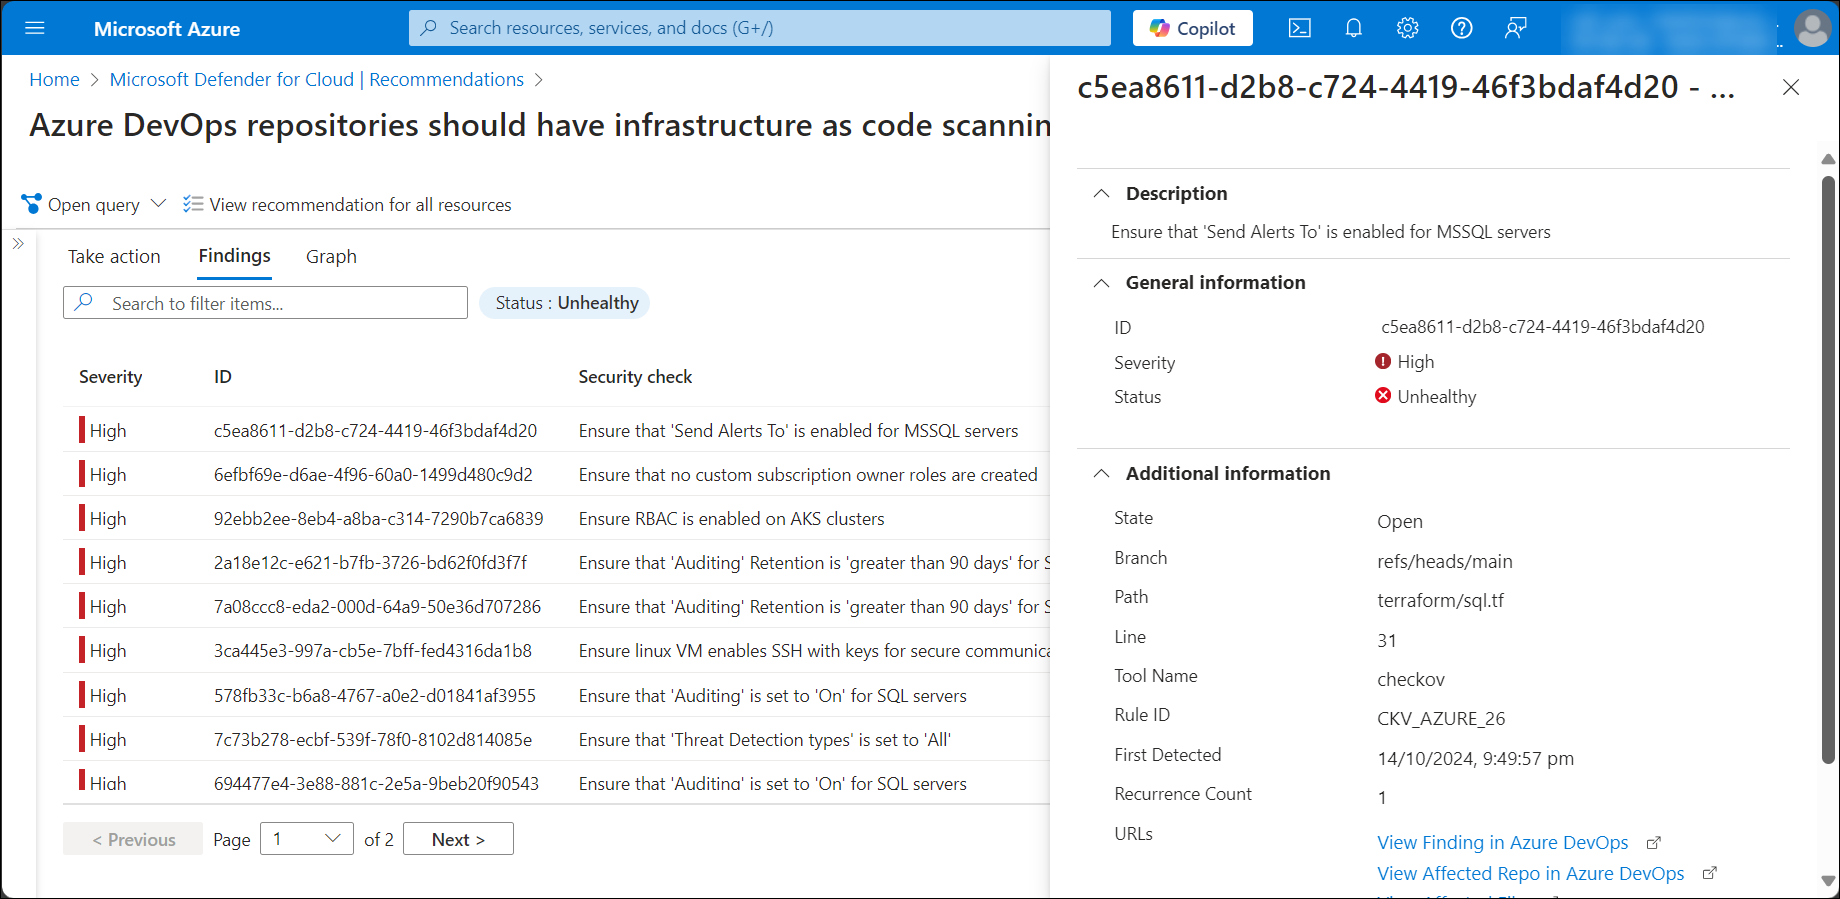 Microsoft Azure
Search resources, services, and docs (G+/)
Copilot
Home > Microsoft Defender for Cloud | Recommendations >
Azure DevOps repositories should have infrastructure as code scannin
Open query
View recommendation for all resources
Take action Findings Graph
Search to filter items...
Status : Unhealthy
Severity ID Security check
High c5ea8611-d2b8-c724-4419-46f3bdaf4d20 Ensure that 'Send Alerts To' is enabled for MSSQL servers
High 6efbf69e-d6ae-4f96-60a0-1499d480c9d2 Ensure that no custom subscription owner roles are created
High 92ebb2ee-8eb4-a8ba-c314-7290b7ca6839 Ensure RBAC is enabled on AKS clusters
High 2a18e12c-e621-b7fb-3726-bd62f0fd3f7f Ensure that 'Auditing' Retention is 'greater than 90 days' for S
High 7a08ccc8-eda2-000d-64a9-50e36d707286 Ensure that 'Auditing' Retention is 'greater than 90 days' for S
High 3ca445e3-997a-cb5e-7bff-fed4316da1b8 Ensure linux VM enables SSH with keys for secure communica
High 578fb33c-b6a8-4767-a0e2-d01841af3955 Ensure that 'Auditing' is set to 'On' for SQL servers
High 7c73b278-ecbf-539f-78f0-8102d814085e Ensure that 'Threat Detection types' is set to 'All'
High 694477e4-3e88-881c-2e5a-9beb20f90543 Ensure that 'Auditing' is set to 'On' for SQL servers
< Previous Page 1 of 2 Next >
c5ea8611-d2b8-c724-4419-46f3bdaf4d20 - ...
Description
Ensure that 'Send Alerts To' is enabled for MSSQL servers
General information
ID c5ea8611-d2b8-c724-4419-46f3bdaf4d20
Severity High
Status Unhealthy
Additional information
State Open
Branch refs/heads/main
Path terraform/sql.tf
Line 31
Tool Name checkov
Rule ID CKV_AZURE_26
First Detected 14/10/2024, 9:49:57 pm
Recurrence Count 1
URLs
View Finding in Azure DevOps
View Affected Repo in Azure DevOps